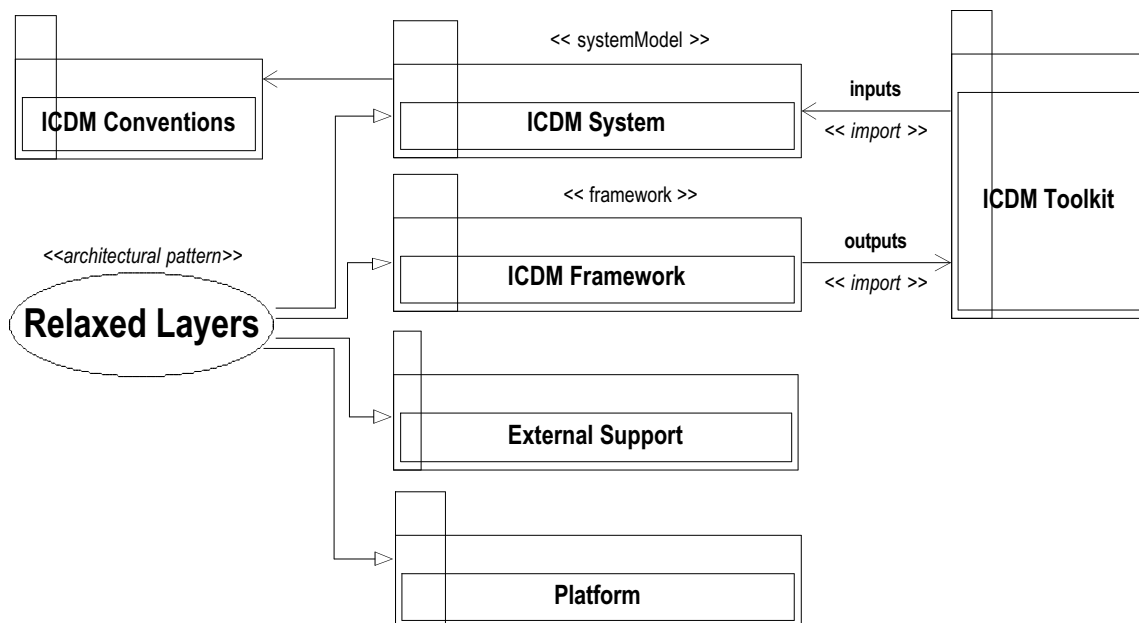 << systemModel >>
ICDM Conventions
ICDM System
inputs
<< import >>
<< framework >>
ICDM Toolkit
<<architectural pattern>>
ICDM Framework
outputs
<< import >>
Relaxed Layers
External Support
Platform